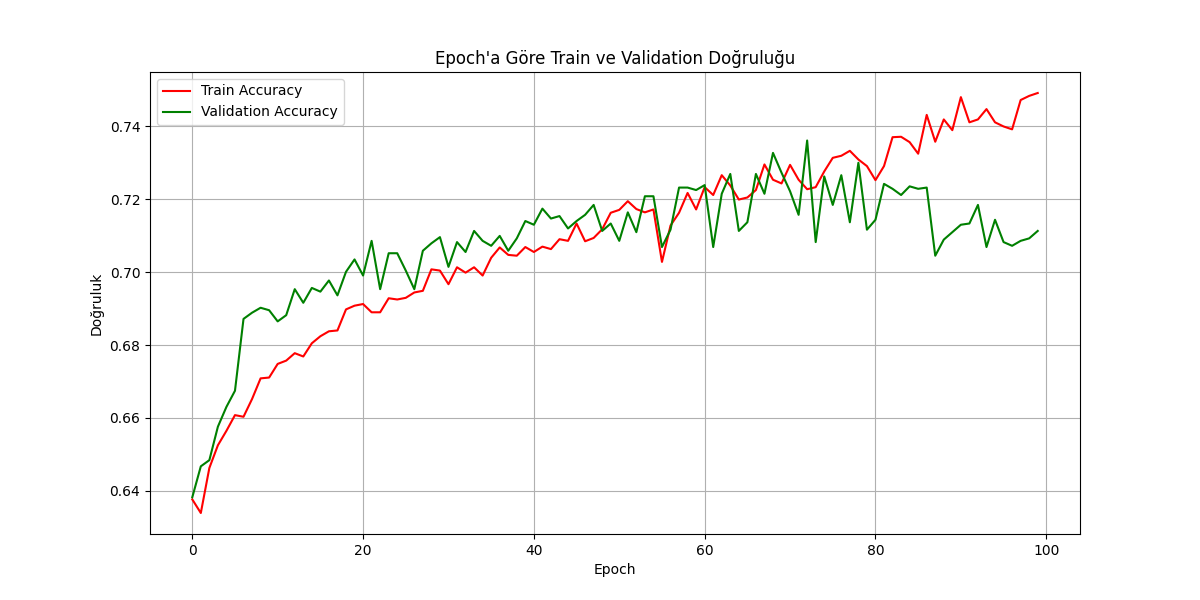 Epoch'a Göre Train ve Validation Doğruluğu
Train Accuracy
Validation Accuracy
Doğruluk
0.74
0.72
0.70
0.68
0.66
0.64
0 20 40 60 80 100
Epoch